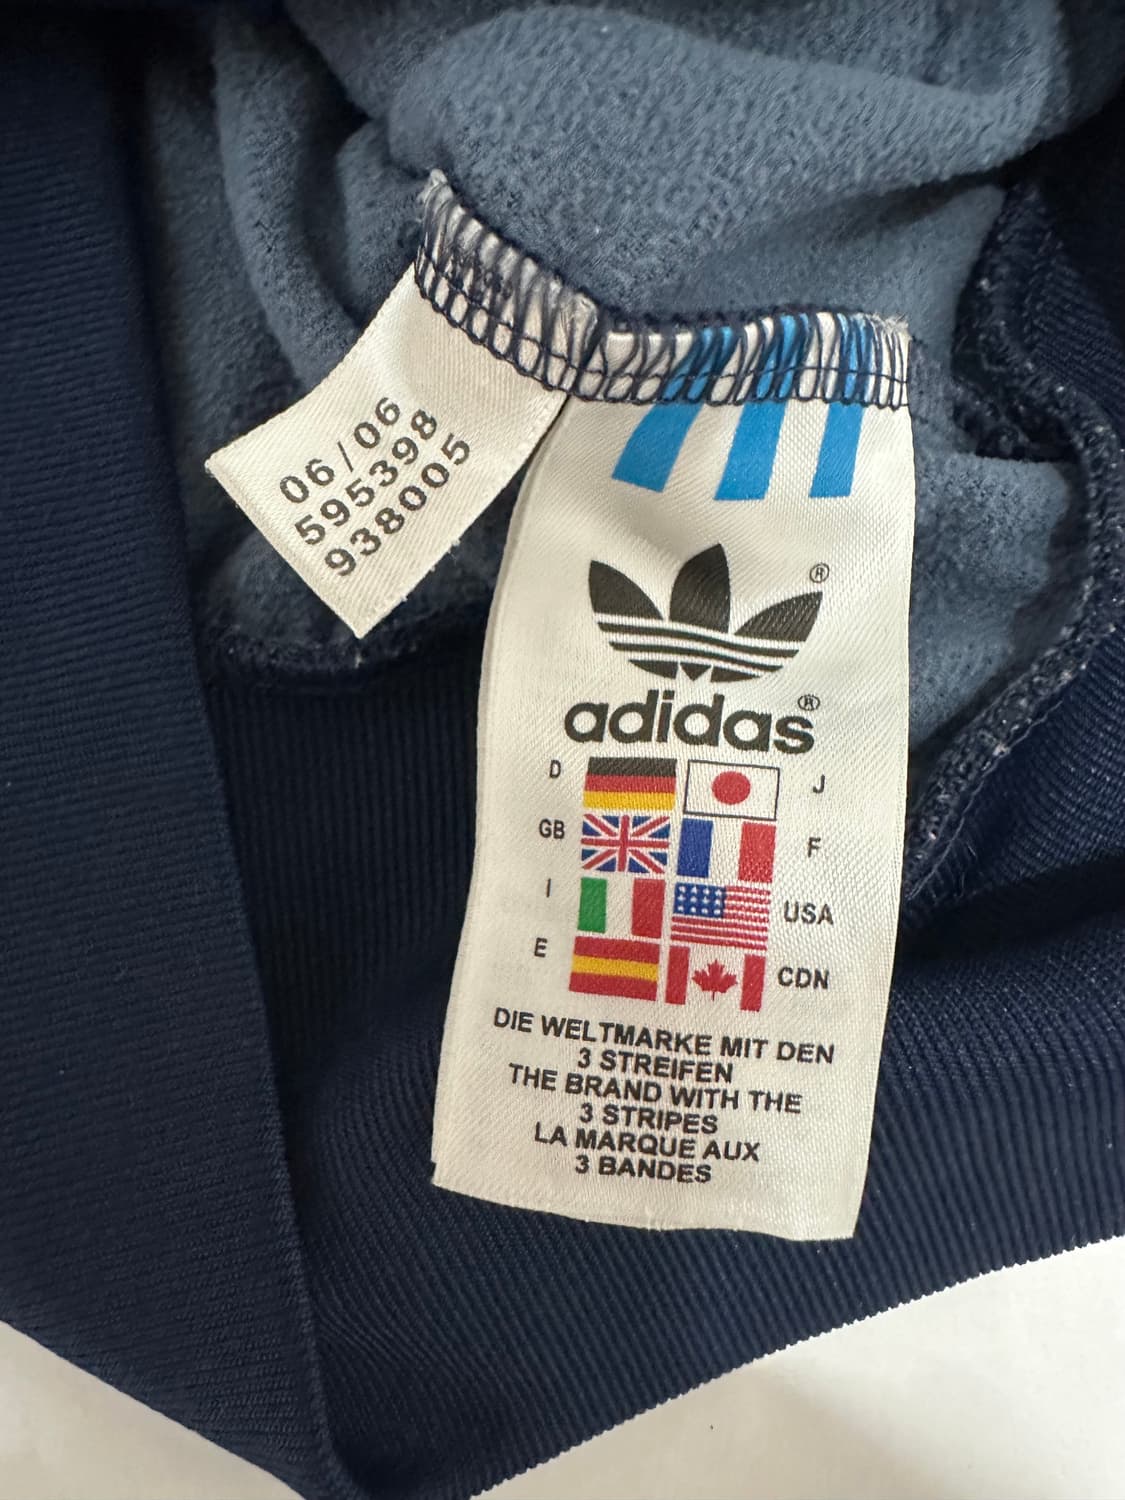 06/06
595398
938005
®
adidas®
D
J
GB
F
I
USA
E
CDN
DIE WELTMARKE MIT DEN
3 STREIFEN
THE BRAND WITH THE
3 STRIPES
LA MARQUE AUX
3 BANDES